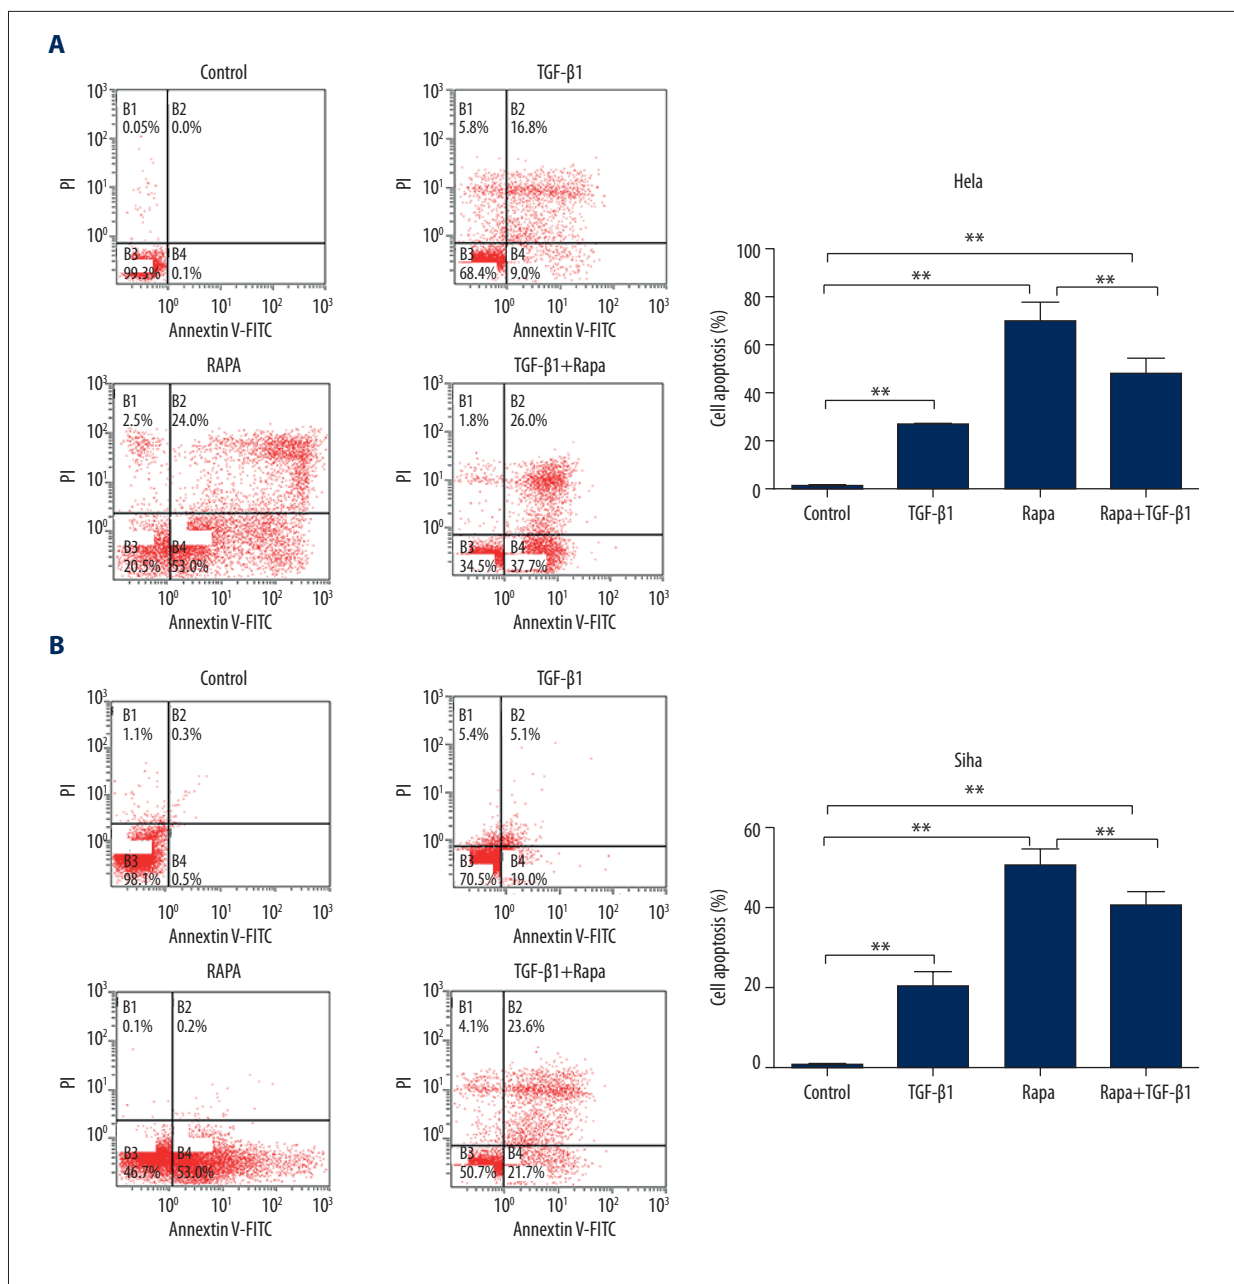 A
Control
10³
10²
10¹
10⁰
PI
B1
0.05%
B2
0.0%
B3
99.3%
B4
0.1%
10⁰ 10¹ 10² 10³
Annextin V-FITC
TGF-β1
10³
10²
10¹
10⁰
PI
B1
5.8%
B2
16.8%
B3
68.4%
B4
9.0%
10⁰ 10¹ 10² 10³
Annextin V-FITC
RAPA
10³
10²
10¹
10⁰
PI
B1
2.5%
B2
24.0%
B3
20.5%
B4
53.0%
10⁰ 10¹ 10² 10³
Annextin V-FITC
TGF-β1+Rapa
10³
10²
10¹
10⁰
PI
B1
1.8%
B2
26.0%
B3
34.5%
B4
37.7%
10⁰ 10¹ 10² 10³
Annextin V-FITC
Hela
**
**
**
**
100
80
60
40
20
0
Cell apoptosis (%)
Control TGF-β1 Rapa Rapa+TGF-β1
B
Control
10³
10²
10¹
10⁰
PI
B1
1.1%
B2
0.3%
B3
98.1%
B4
0.5%
10⁰ 10¹ 10² 10³
Annextin V-FITC
TGF-β1
10³
10²
10¹
10⁰
PI
B1
5.4%
B2
5.1%
B3
70.5%
B4
19.0%
10⁰ 10¹ 10² 10³
Annextin V-FITC
RAPA
10³
10²
10¹
10⁰
PI
B1
0.1%
B2
0.2%
B3
46.7%
B4
53.0%
10⁰ 10¹ 10² 10³
Annextin V-FITC
TGF-β1+Rapa
10³
10²
10¹
10⁰
PI
B1
4.1%
B2
23.6%
B3
50.7%
B4
21.7%
10⁰ 10¹ 10² 10³
Annextin V-FITC
Siha
**
**
**
**
60
40
20
0
Cell apoptosis (%)
Control TGF-β1 Rapa Rapa+TGF-β1